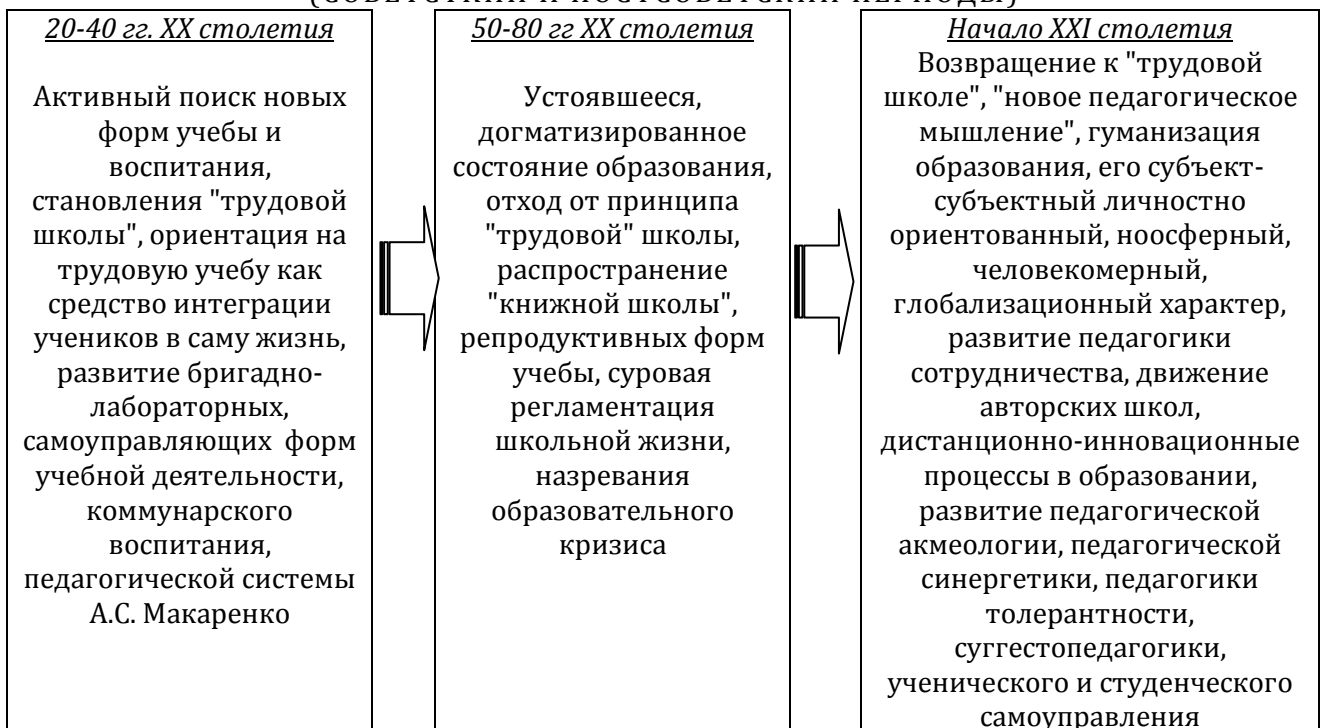 (СОВЕТСКИЙ И ПОСТСОВЕТСКИЙ ПЕРИОДЫ)
20-40 гг. XX столетия
Активный поиск новых
форм учебы и
воспитания,
становления "трудовой
школы", ориентация на
трудовую учебу как
средство интеграции
учеников в саму жизнь,
развитие бригадно-
лабораторных,
самоуправляющих форм
учебной деятельности,
коммунарского
воспитания,
педагогической системы
А.С. Макаренко
50-80 гг XX столетия
Устоявшееся,
догматизированное
состояние образования,
отход от принципа
"трудовой" школы,
распространение
"книжной школы",
репродуктивных форм
учебы, суровая
регламентация
школьной жизни,
назревания
образовательного
кризиса
Начало XXI столетия
Возвращение к "трудовой
школе", "новое педагогическое
мышление", гуманизация
образования, его субъект-
субъектный личностно
ориентованный, ноосферный,
человекомерный,
глобализационный характер,
развитие педагогики
сотрудничества, движение
авторских школ,
дистанционно-инновационные
процессы в образовании,
развитие педагогической
акмеологии, педагогической
синергетики, педагогики
толерантности,
суггестопедагогики,
ученического и студенческого
самоуправления